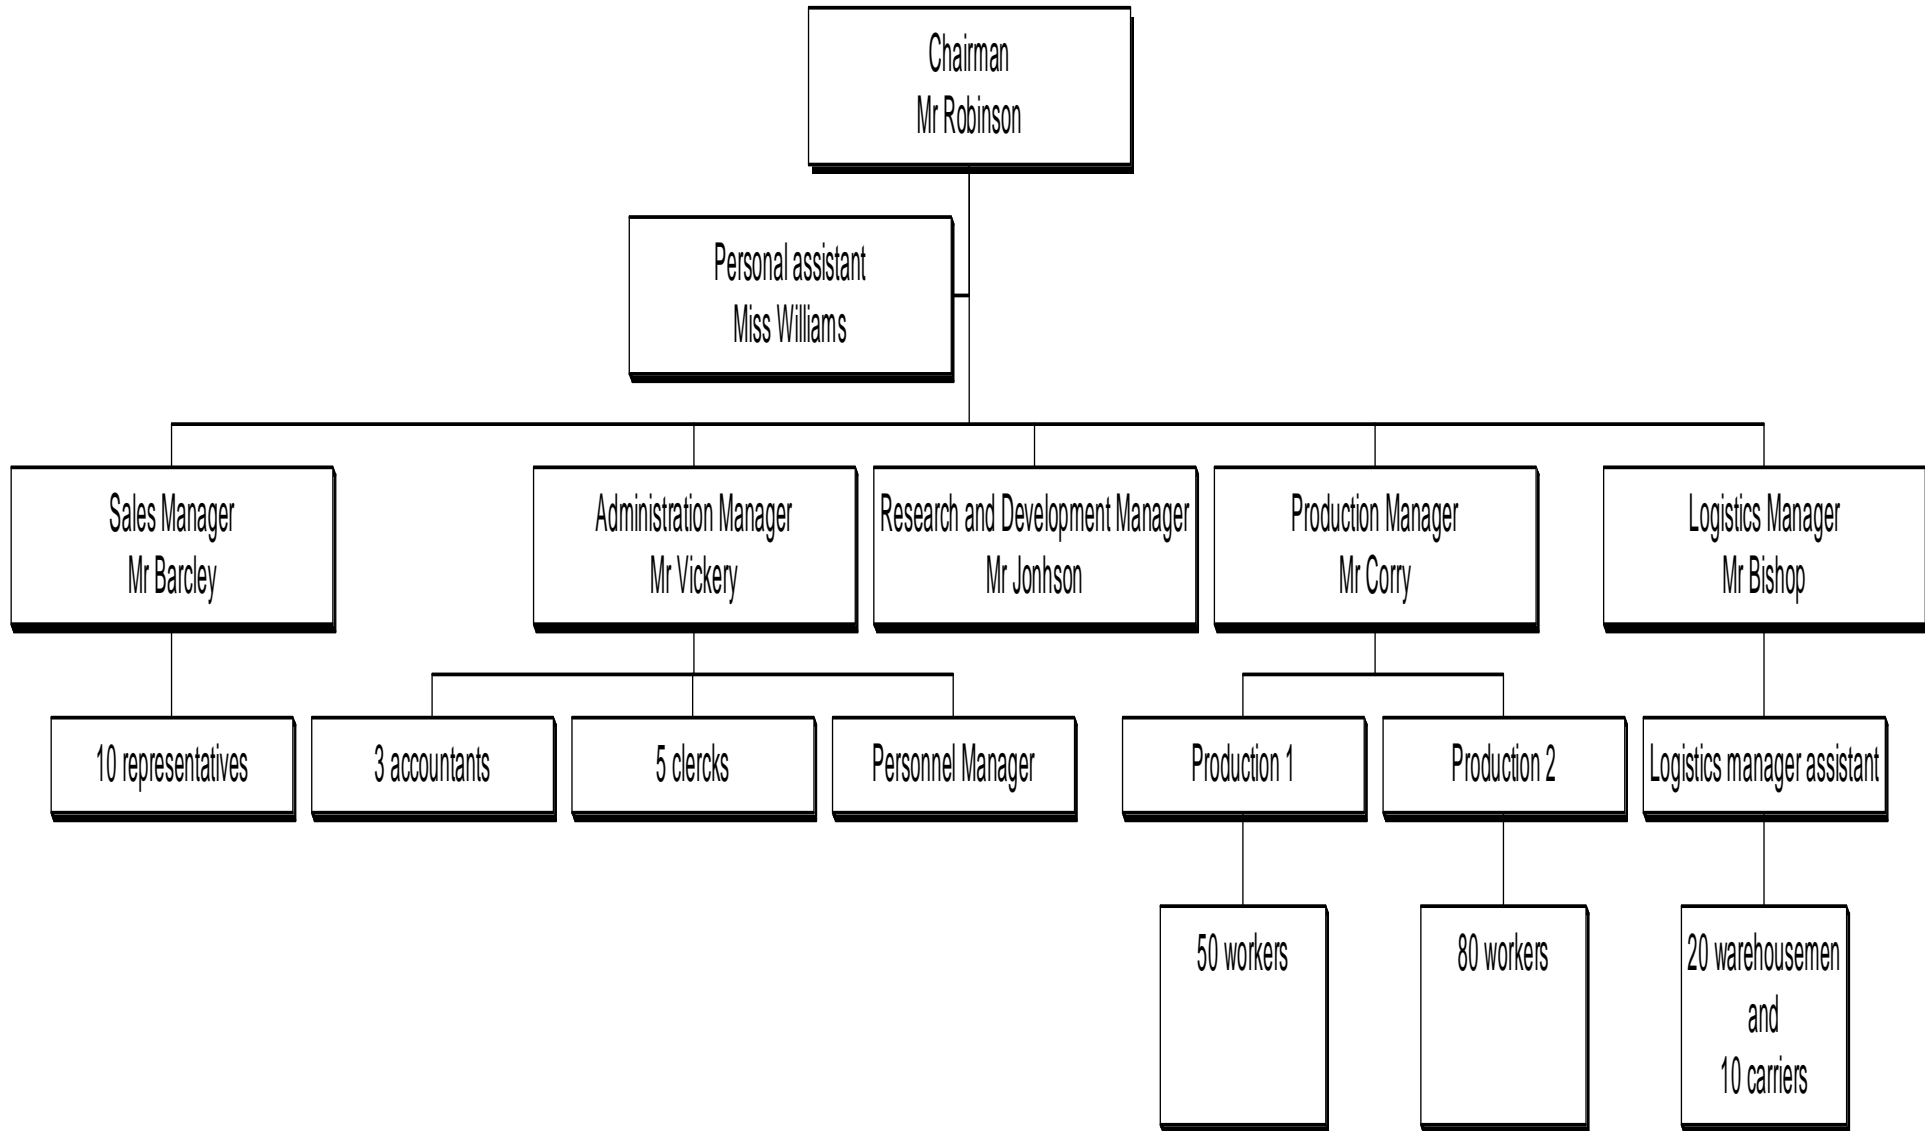 Chairman
Mr Robinson
Personal assistant
Miss Williams
Sales Manager
Mr Barcley
Administration Manager
Mr Vickery
Research and Development Manager
Mr Jonhson
Production Manager
Mr Corry
Logistics Manager
Mr Bishop
10 representatives
3 accountants
5 clercks
Personnel Manager
Production 1
Production 2
Logistics manager assistant
50 workers
80 workers
20 warehousemen
and
10 carriers